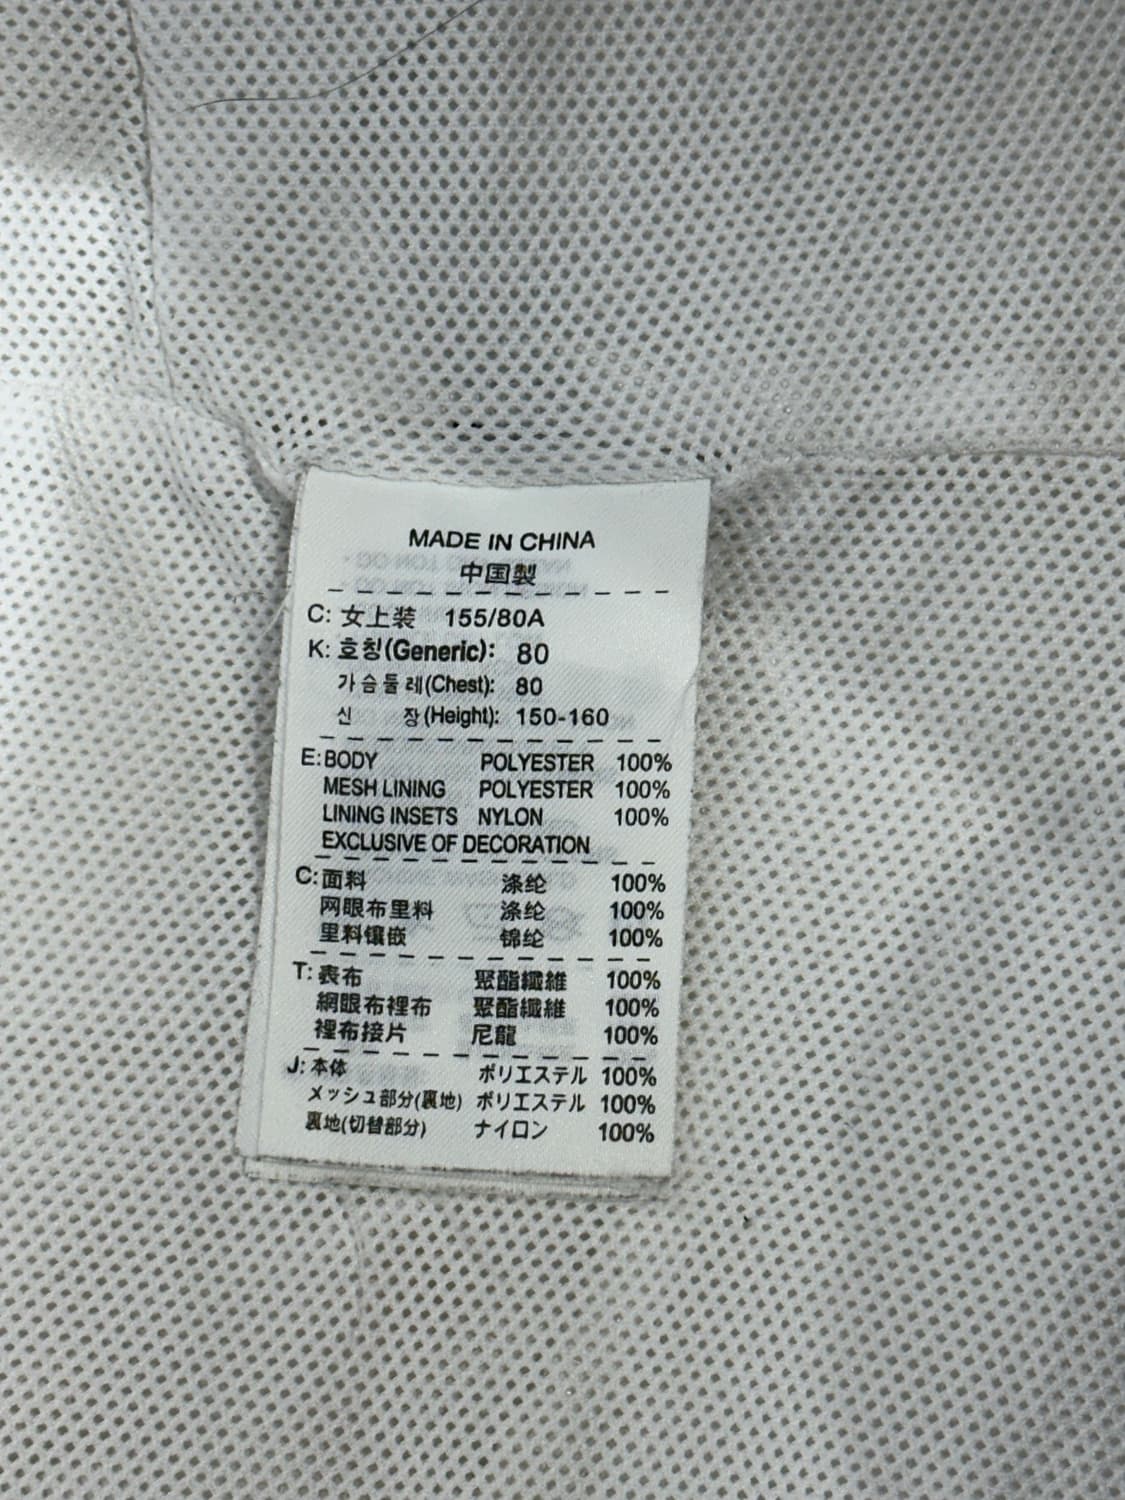 MADE IN CHINA
中国製
C: 女上装 155/80A
K: 호칭(Generic): 80
가슴둘레(Chest): 80
신 장(Height): 150-160
E: BODY POLYESTER 100%
MESH LINING POLYESTER 100%
LINING INSETS NYLON 100%
EXCLUSIVE OF DECORATION
C: 面料 涤纶 100%
网眼布里料 涤纶 100%
里料镶嵌 锦纶 100%
T: 表布 聚酯纖維 100%
網眼布裡布 聚酯纖維 100%
裡布接片 尼龍 100%
J: 本体 ポリエステル 100%
メッシュ部分(裏地) ポリエステル 100%
裏地(切替部分) ナイロン 100%